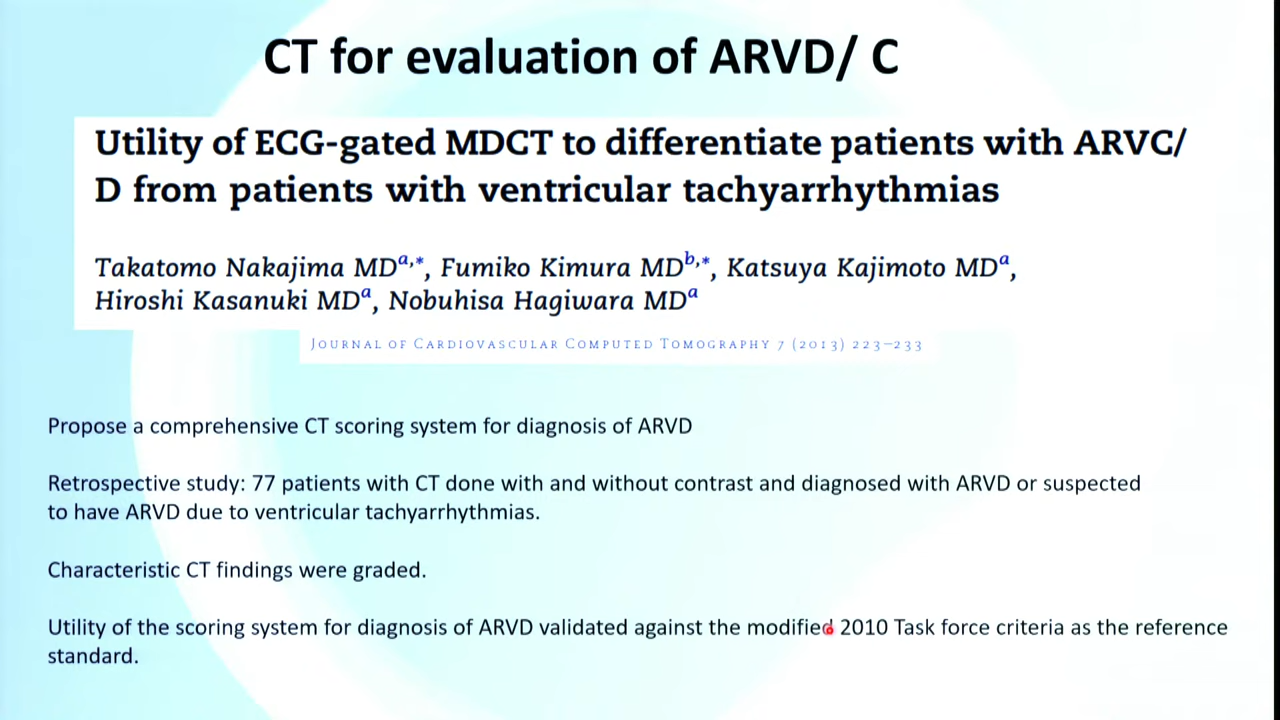 CT for evaluation of ARVD/ C
Utility of ECG-gated MDCT to differentiate patients with ARVC/
D from patients with ventricular tachyarrhythmias
Takatomo Nakajima MDa,*, Fumiko Kimura MDb,*, Katsuya Kajimoto MDa,
Hiroshi Kasanuki MDa, Nobuhisa Hagiwara MDa
Journal of Cardiovascular Computed Tomography 7 (2013) 223–233
Propose a comprehensive CT scoring system for diagnosis of ARVD
Retrospective study: 77 patients with CT done with and without contrast and diagnosed with ARVD or suspected
to have ARVD due to ventricular tachyarrhythmias.
Characteristic CT findings were graded.
Utility of the scoring system for diagnosis of ARVD validated against the modified 2010 Task force criteria as the reference
standard.